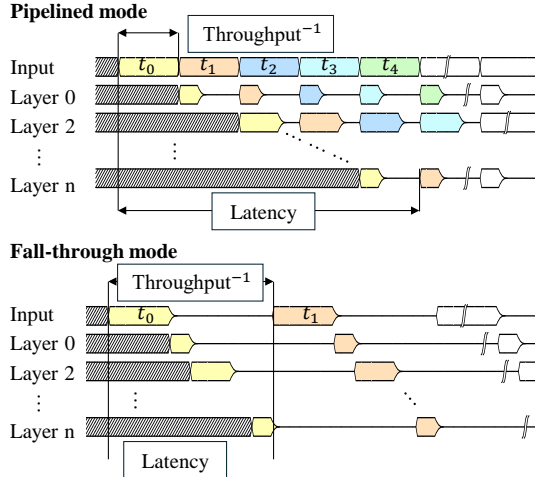 Pipelined mode
Throughput⁻¹
Input t₀ t₁ t₂ t₃ t₄
Layer 0
Layer 2
⋮ ⋮ ⋱
Layer n
Latency
Fall-through mode
Throughput⁻¹
Input t₀ t₁
Layer 0
Layer 2
⋮ ⋮ ⋱
Layer n
Latency